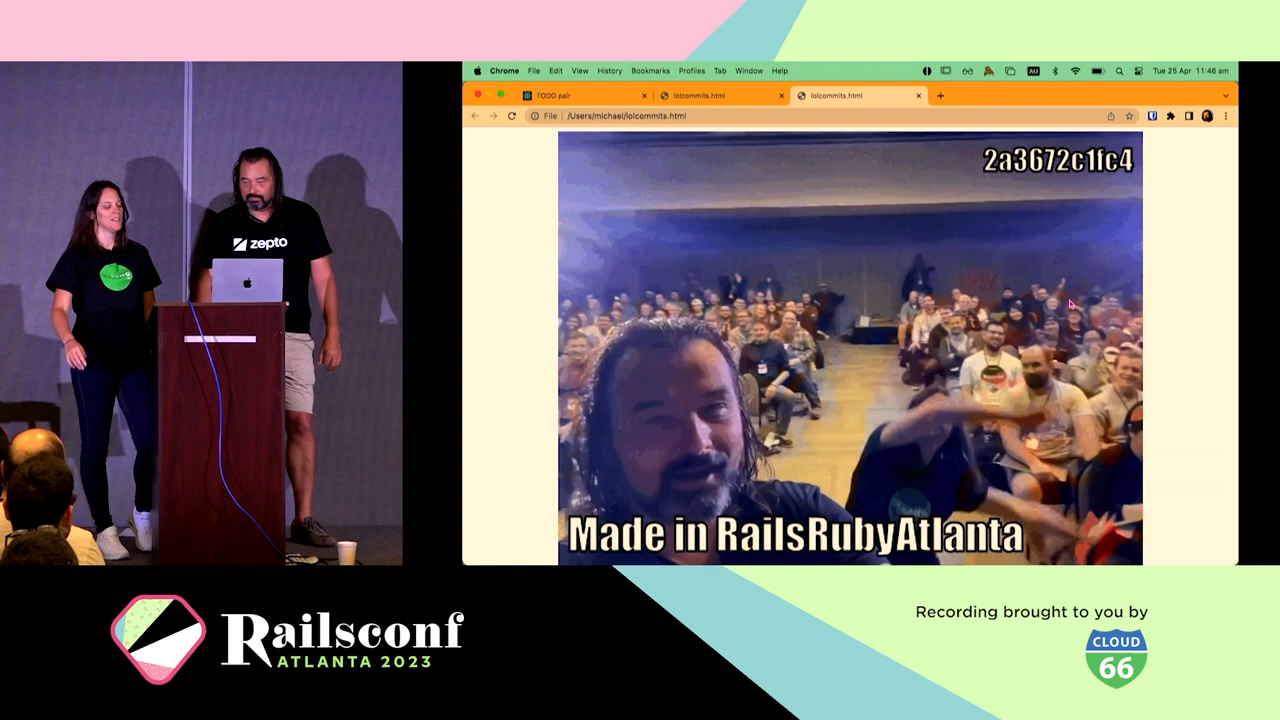 Chrome File Edit View History Bookmarks Profiles Tab Window Help
AU
Tue 25 Apr 11:46 am
TODO pair
lolcommits.html
lolcommits.html
File /Users/michael/lolcommits.html
2a3672c1fc4
zepto
Made in RailsRubyAtlanta
Railsconf
ATLANTA 2023
Recording brought to you by
CLOUD
66